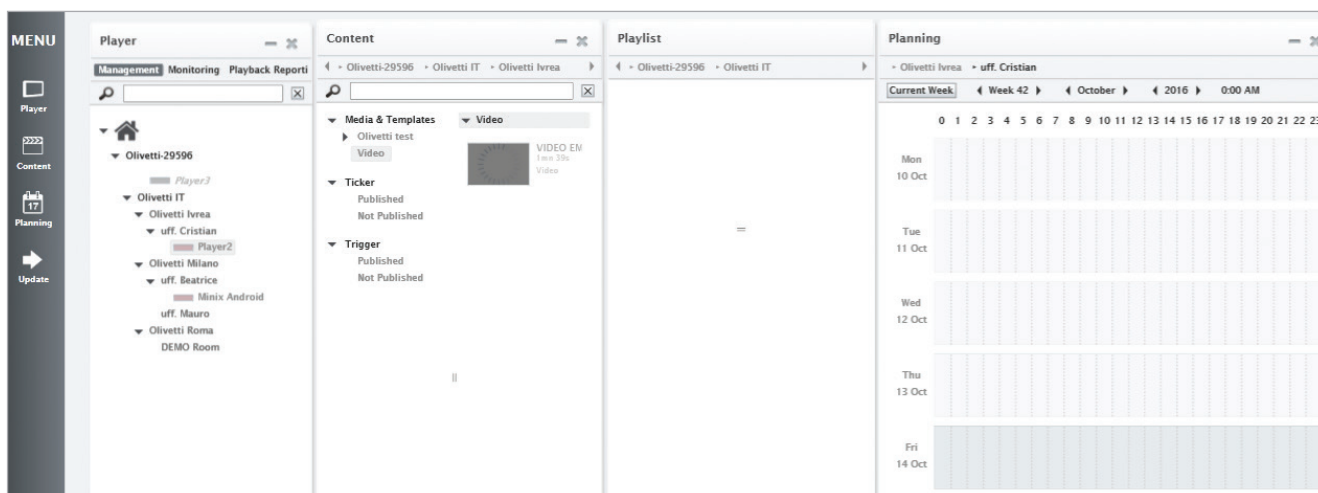 MENU
Player
Content
17
Planning
Update
Player
Management Monitoring Playback Reporti
Olivetti-29596
Player3
Olivetti IT
Olivetti Ivrea
uff. Cristian
Player2
Olivetti Milano
uff. Beatrice
Minix Android
uff. Mauro
Olivetti Roma
DEMO Room
Content
Olivetti-29596 Olivetti IT Olivetti Ivrea
Media & Templates
Olivetti test
Video
Ticker
Published
Not Published
Trigger
Published
Not Published
Video
VIDEO EM
1mn 39s
Video
Playlist
Olivetti-29596 Olivetti IT
Planning
Olivetti Ivrea uff. Cristian
Current Week Week 42 October 2016 0:00 AM
0 1 2 3 4 5 6 7 8 9 10 11 12 13 14 15 16 17 18 19 20 21 22 23
Mon
10 Oct
Tue
11 Oct
Wed
12 Oct
Thu
13 Oct
Fri
14 Oct